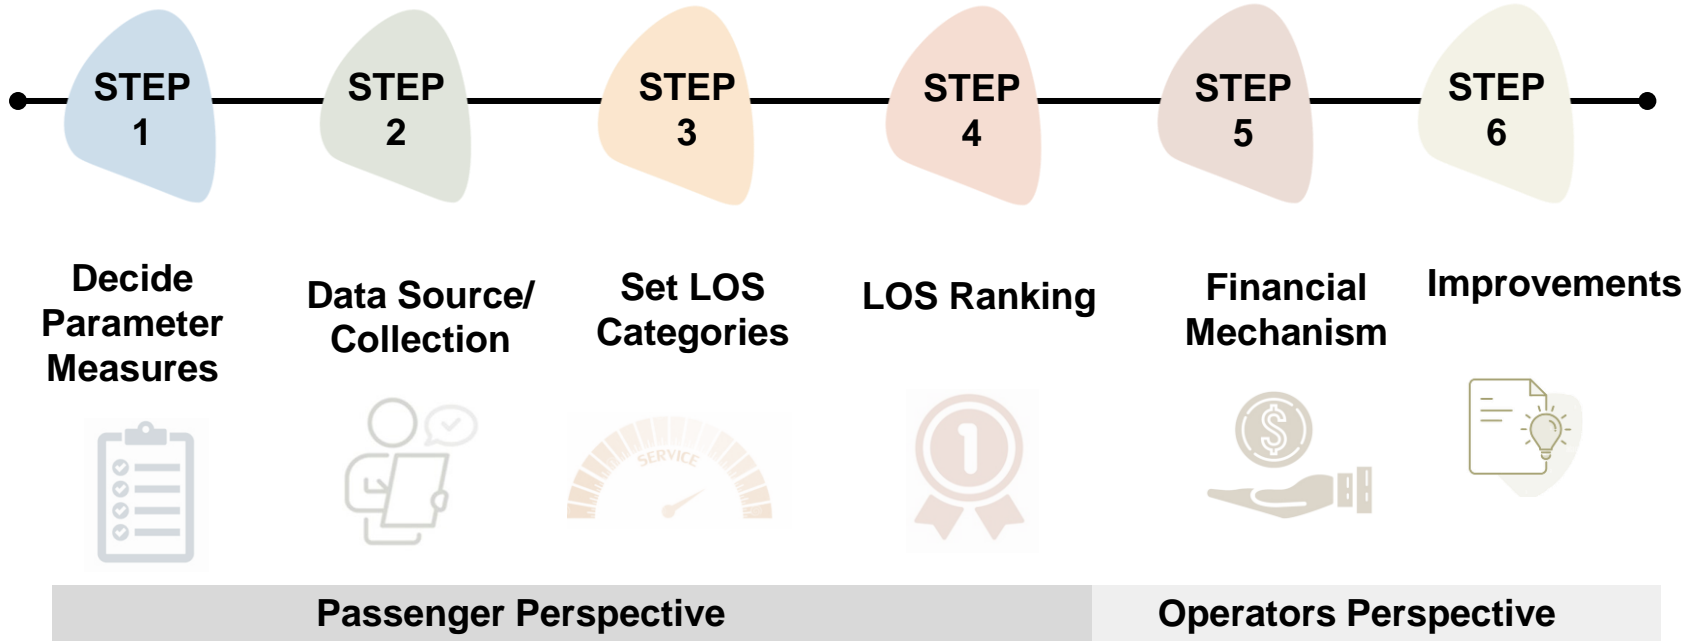 STEP
1
STEP
2
STEP
3
STEP
4
STEP
5
STEP
6
Decide
Parameter
Measures
Data Source/
Collection
Set LOS
Categories
LOS Ranking
Financial
Mechanism
Improvements
SERVICE
1
$
Passenger Perspective
Operators Perspective